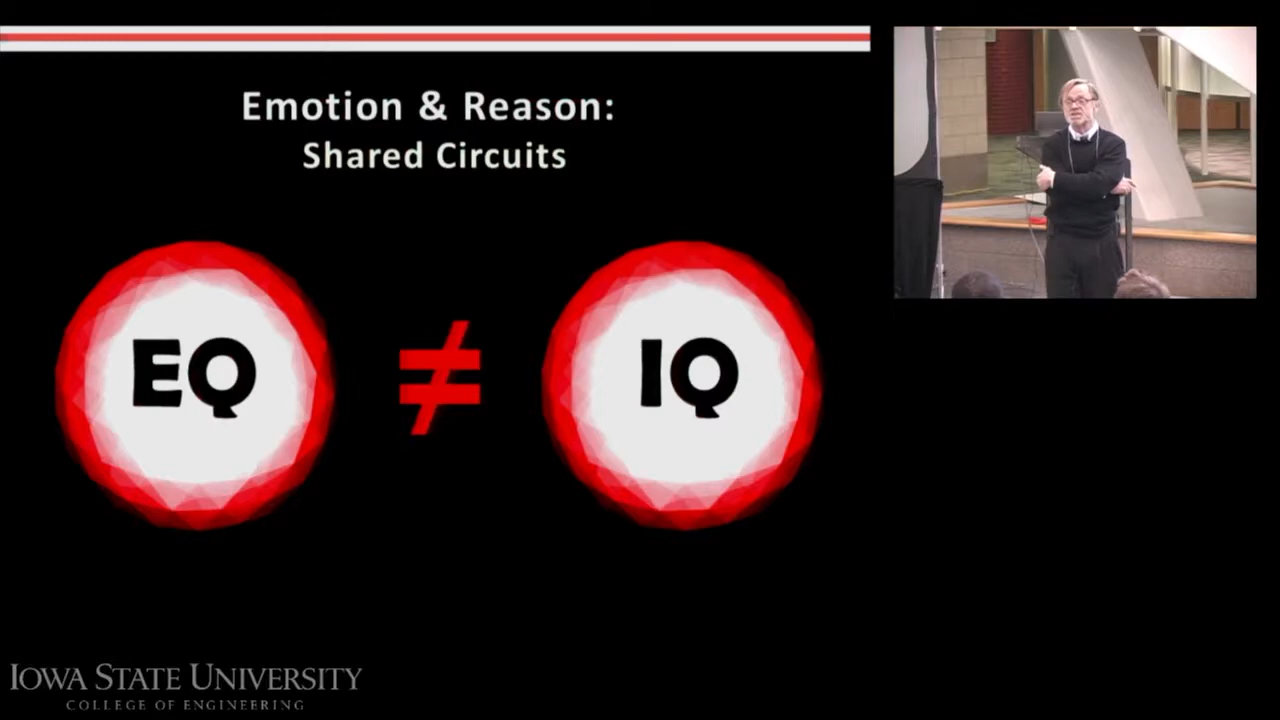 Emotion & Reason:
Shared Circuits
EQ ≠ IQ
IOWA STATE UNIVERSITY
COLLEGE OF ENGINEERING